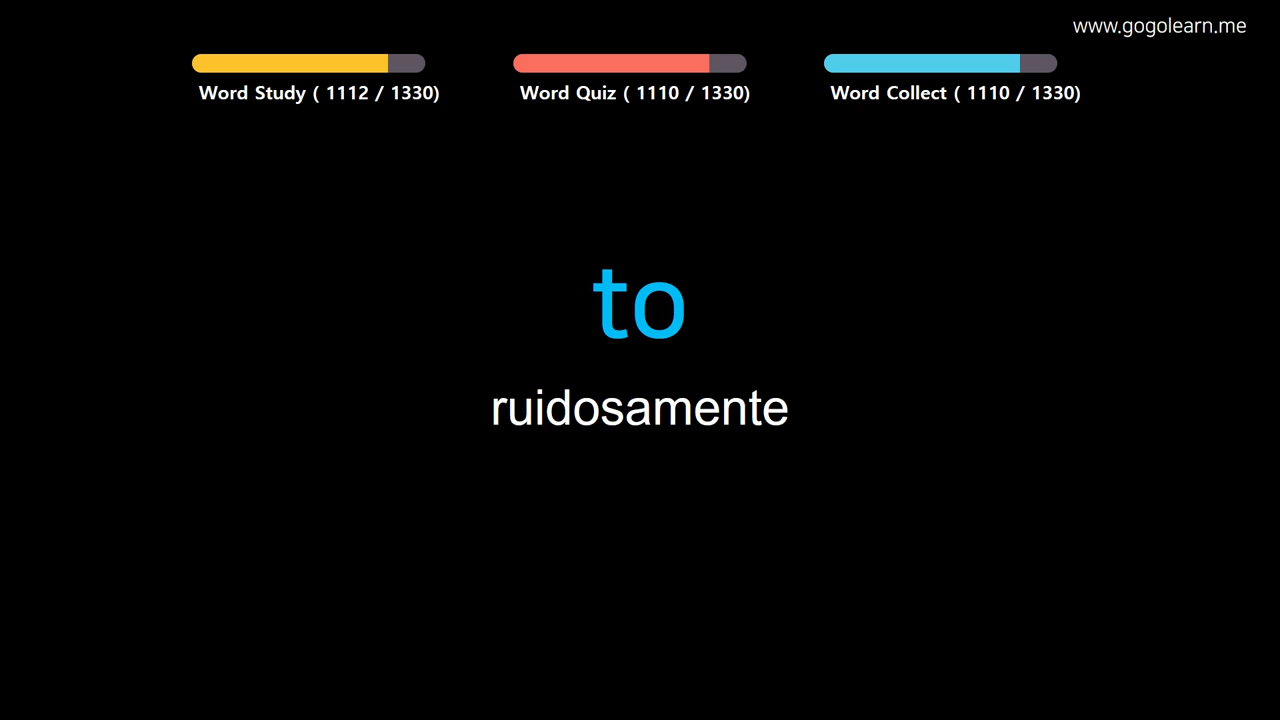 www.gogolearn.me
Word Study ( 1112 / 1330)
Word Quiz ( 1110 / 1330)
Word Collect ( 1110 / 1330)
to
ruidosamente